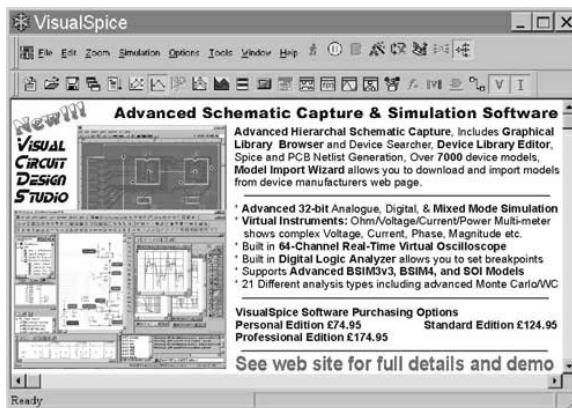 VisualSpice
File Edit Zoom Simulation Options Tools Window Help
V I
New!!!
VISUAL
CIRCUIT
DESIGN
STUDIO
Advanced Schematic Capture & Simulation Software
Advanced Hierarchal Schematic Capture, Includes Graphical
Library Browser and Device Searcher, Device Library Editor,
Spice and PCB Netlist Generation, Over 7000 device models,
Model Import Wizard allows you to download and import models
from device manufacturers web page.
* Advanced 32-bit Analogue, Digital, & Mixed Mode Simulation
* Virtual Instruments: Ohm/Voltage/Current/Power Multi-meter
shows complex Voltage, Current, Phase, Magnitude etc.
* Built in 64-Channel Real-Time Virtual Oscilloscope
* Built in Digital Logic Analyzer allows you to set breakpoints
* Supports Advanced BSIM3v3, BSIM4, and SOI Models
* 21 Different analysis types including advanced Monte Carlo/WC
VisualSpice Software Purchasing Options
Personal Edition £74.95 Standard Edition £124.95
Professional Edition £174.95
See web site for full details and demo
Ready